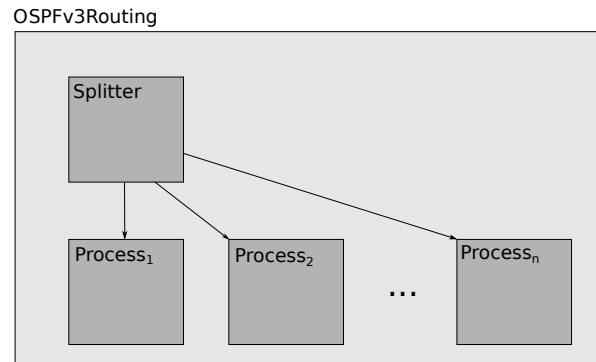 OSPFv3Routing
Splitter
Process₁
Process₂
...
Processₙ